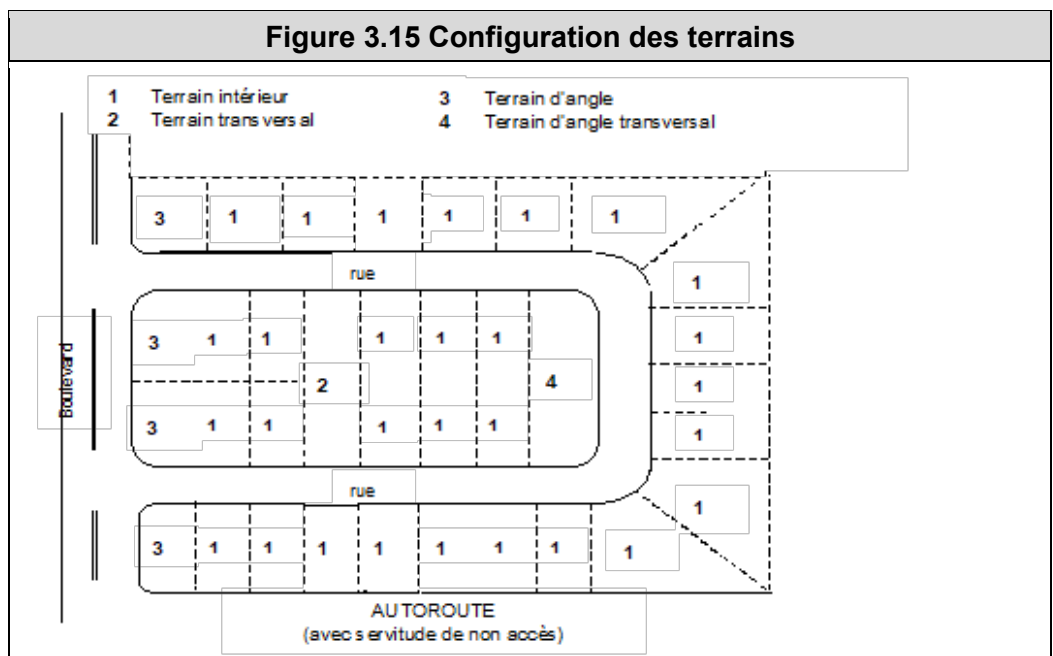 Figure 3.15 Configuration des terrains
1 Terrain intérieur 3 Terrain d'angle
2 Terrain transversal 4 Terrain d'angle transversal
3 1 1 1 1 1 1
rue
1
3 1 1 1 1 1 1
2 4 1
3 1 1 1 1 1 1
Boulevard
rue
1
3 1 1 1 1 1 1 1 1
AUTOROUTE
(avec servitude de non accès)